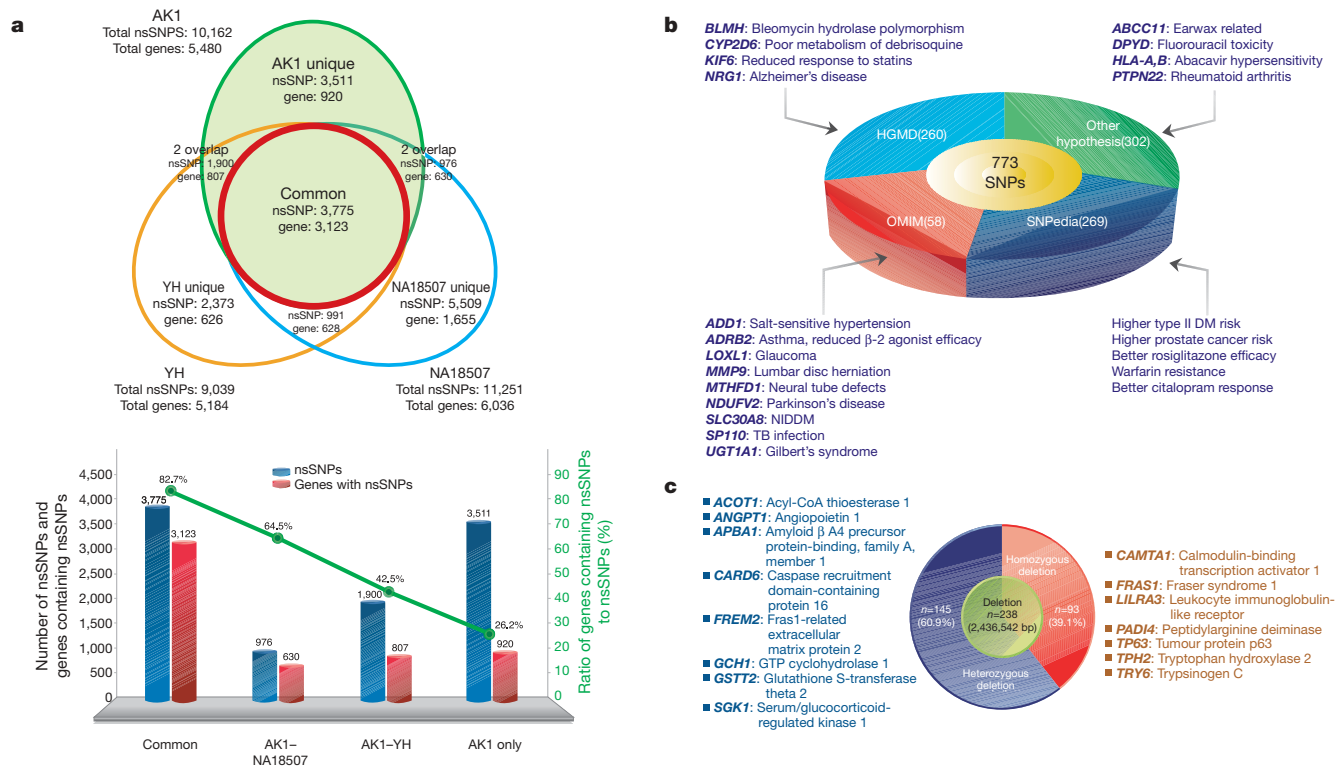 a
AK1
Total nsSNPS: 10,162
Total genes: 5,480
AK1 unique
nsSNP: 3,511
gene: 920
2 overlap
nsSNP: 1,900
gene: 807
2 overlap
nsSNP: 976
gene: 630
Common
nsSNP: 3,775
gene: 3,123
YH unique
nsSNP: 2,373
gene: 626
NA18507 unique
nsSNP: 5,509
gene: 1,655
nsSNP: 991
gene: 628
YH
Total nsSNPs: 9,039
Total genes: 5,184
NA18507
Total nsSNPs: 11,251
Total genes: 6,036
Number of nsSNPs and
genes containing nsSNPs
4,500
4,000
3,500
3,000
2,500
2,000
1,500
1,000
500
0
nsSNPs
Genes with nsSNPs
82.7%
64.5%
42.5%
26.2%
3,775
3,123
976
630
1,900
807
3,511
920
90
80
70
60
50
40
30
20
10
0
Ratio of genes containing nsSNPs
to nsSNPs (%)
Common
AK1–
NA18507
AK1–YH
AK1 only
b
BLMH: Bleomycin hydrolase polymorphism
CYP2D6: Poor metabolism of debrisoquine
KIF6: Reduced response to statins
NRG1: Alzheimer's disease
ABCC11: Earwax related
DPYD: Fluorouracil toxicity
HLA-A,B: Abacavir hypersensitivity
PTPN22: Rheumatoid arthritis
HGMD(260)
Other
hypothesis(302)
773
SNPs
OMIM(58)
SNPedia(269)
ADD1: Salt-sensitive hypertension
ADRB2: Asthma, reduced β-2 agonist efficacy
LOXL1: Glaucoma
MMP9: Lumbar disc herniation
MTHFD1: Neural tube defects
NDUFV2: Parkinson's disease
SLC30A8: NIDDM
SP110: TB infection
UGT1A1: Gilbert's syndrome
Higher type II DM risk
Higher prostate cancer risk
Better rosiglitazone efficacy
Warfarin resistance
Better citalopram response
c
ACOT1: Acyl-CoA thioesterase 1
ANGPT1: Angiopoietin 1
APBA1: Amyloid β A4 precursor
protein-binding, family A,
member 1
CARD6: Caspase recruitment
domain-containing
protein 16
FREM2: Fras1-related
extracellular
matrix protein 2
GCH1: GTP cyclohydrolase 1
GSTT2: Glutathione S-transferase
theta 2
SGK1: Serum/glucocorticoid-
regulated kinase 1
Homozygous
deletion
n=145
(60.9%)
Deletion
n=238
(2,436,542 bp)
n=93
(39.1%)
Heterozygous
deletion
CAMTA1: Calmodulin-binding
transcription activator 1
FRAS1: Fraser syndrome 1
LILRA3: Leukocyte immunoglobulin-
like receptor
PADI4: Peptidylarginine deiminase
TP63: Tumour protein p63
TPH2: Tryptophan hydroxylase 2
TRY6: Trypsinogen C